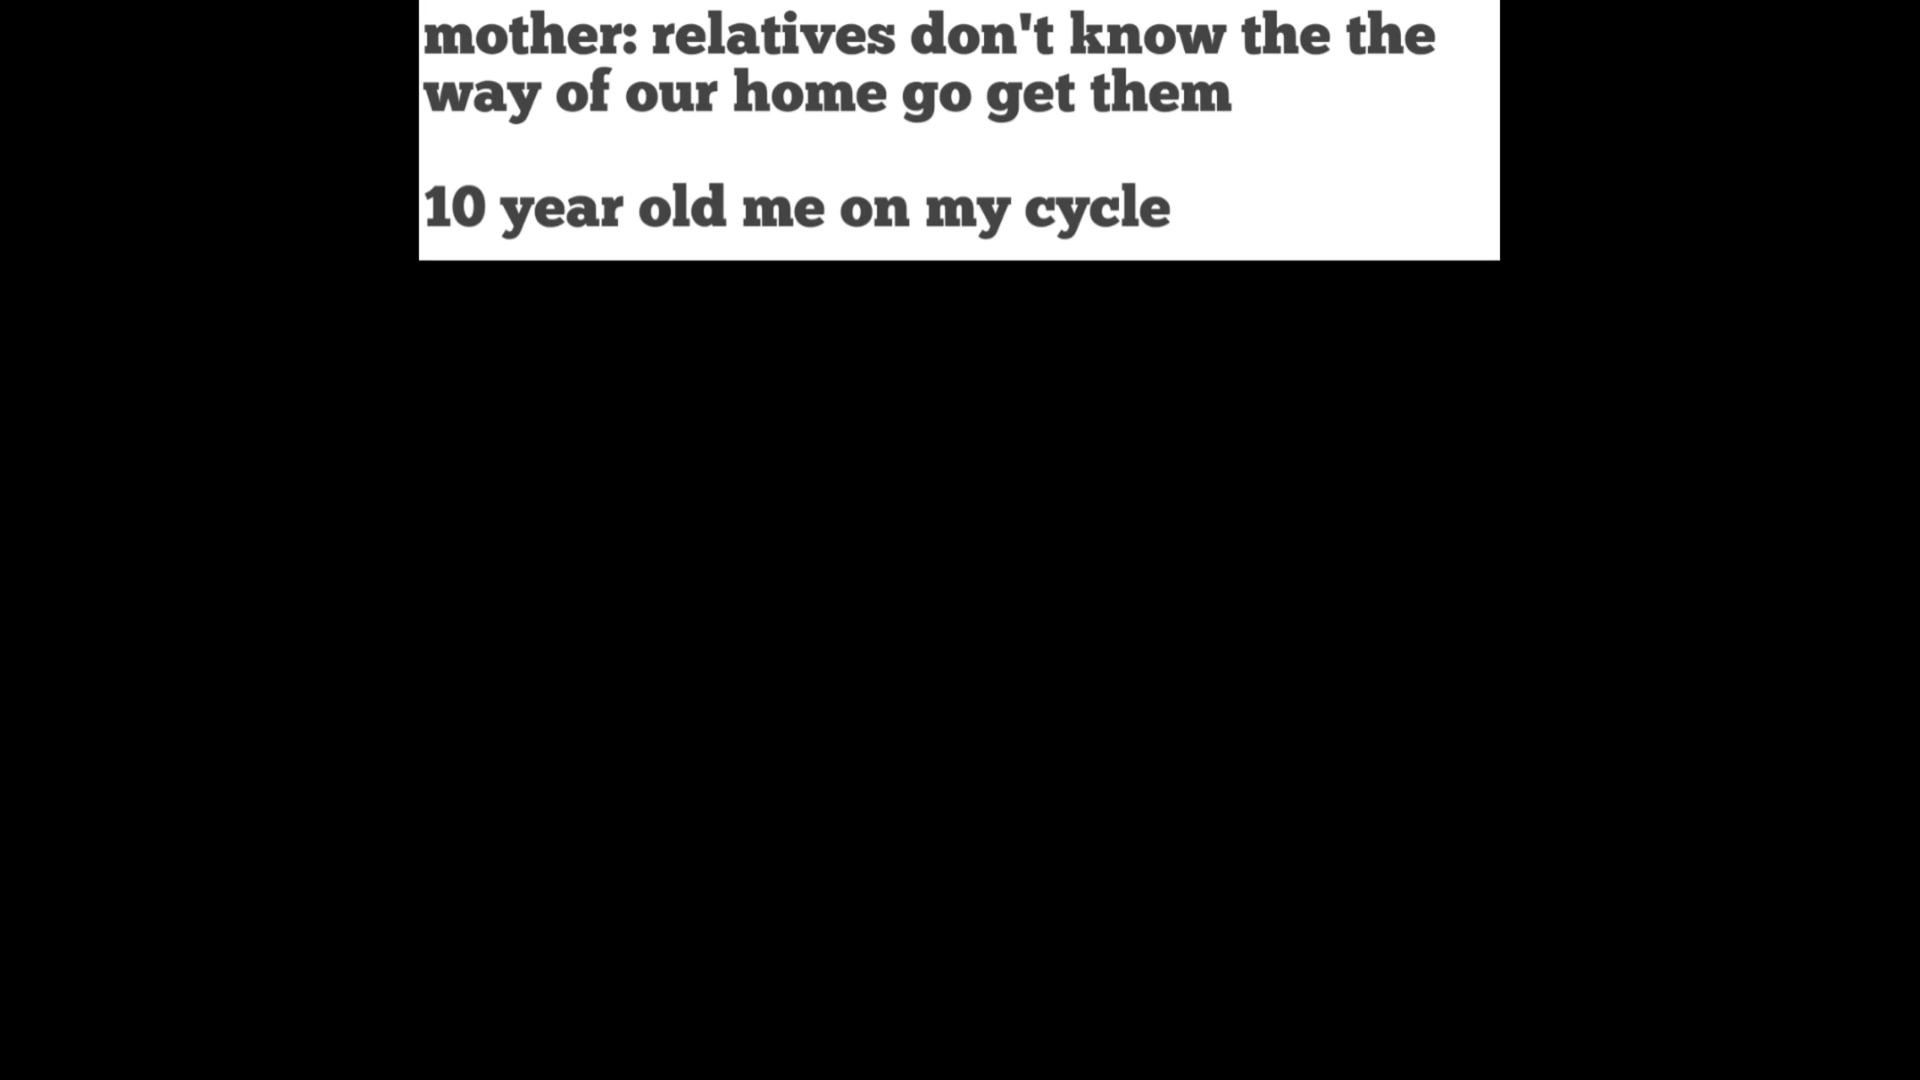 mother: relatives don't know the the
way of our home go get them
10 year old me on my cycle